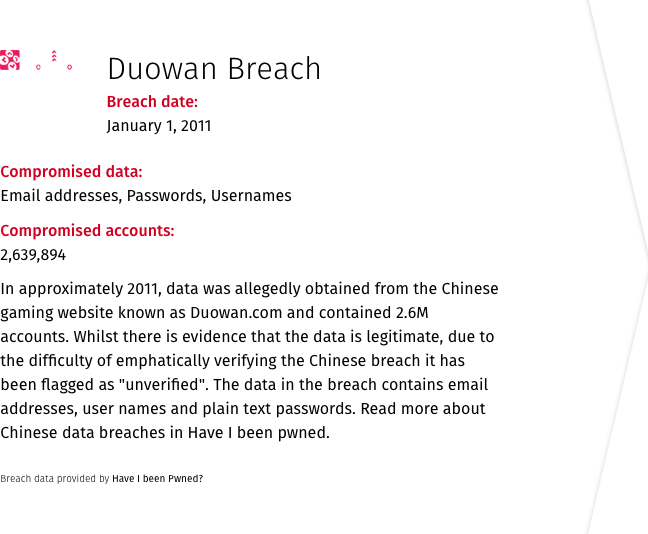 Duowan Breach
Breach date:
January 1, 2011
Compromised data:
Email addresses, Passwords, Usernames
Compromised accounts:
2,639,894
In approximately 2011, data was allegedly obtained from the Chinese
gaming website known as Duowan.com and contained 2.6M
accounts. Whilst there is evidence that the data is legitimate, due to
the difficulty of emphatically verifying the Chinese breach it has
been flagged as "unverified". The data in the breach contains email
addresses, user names and plain text passwords. Read more about
Chinese data breaches in Have I been pwned.
Breach data provided by Have I been Pwned?